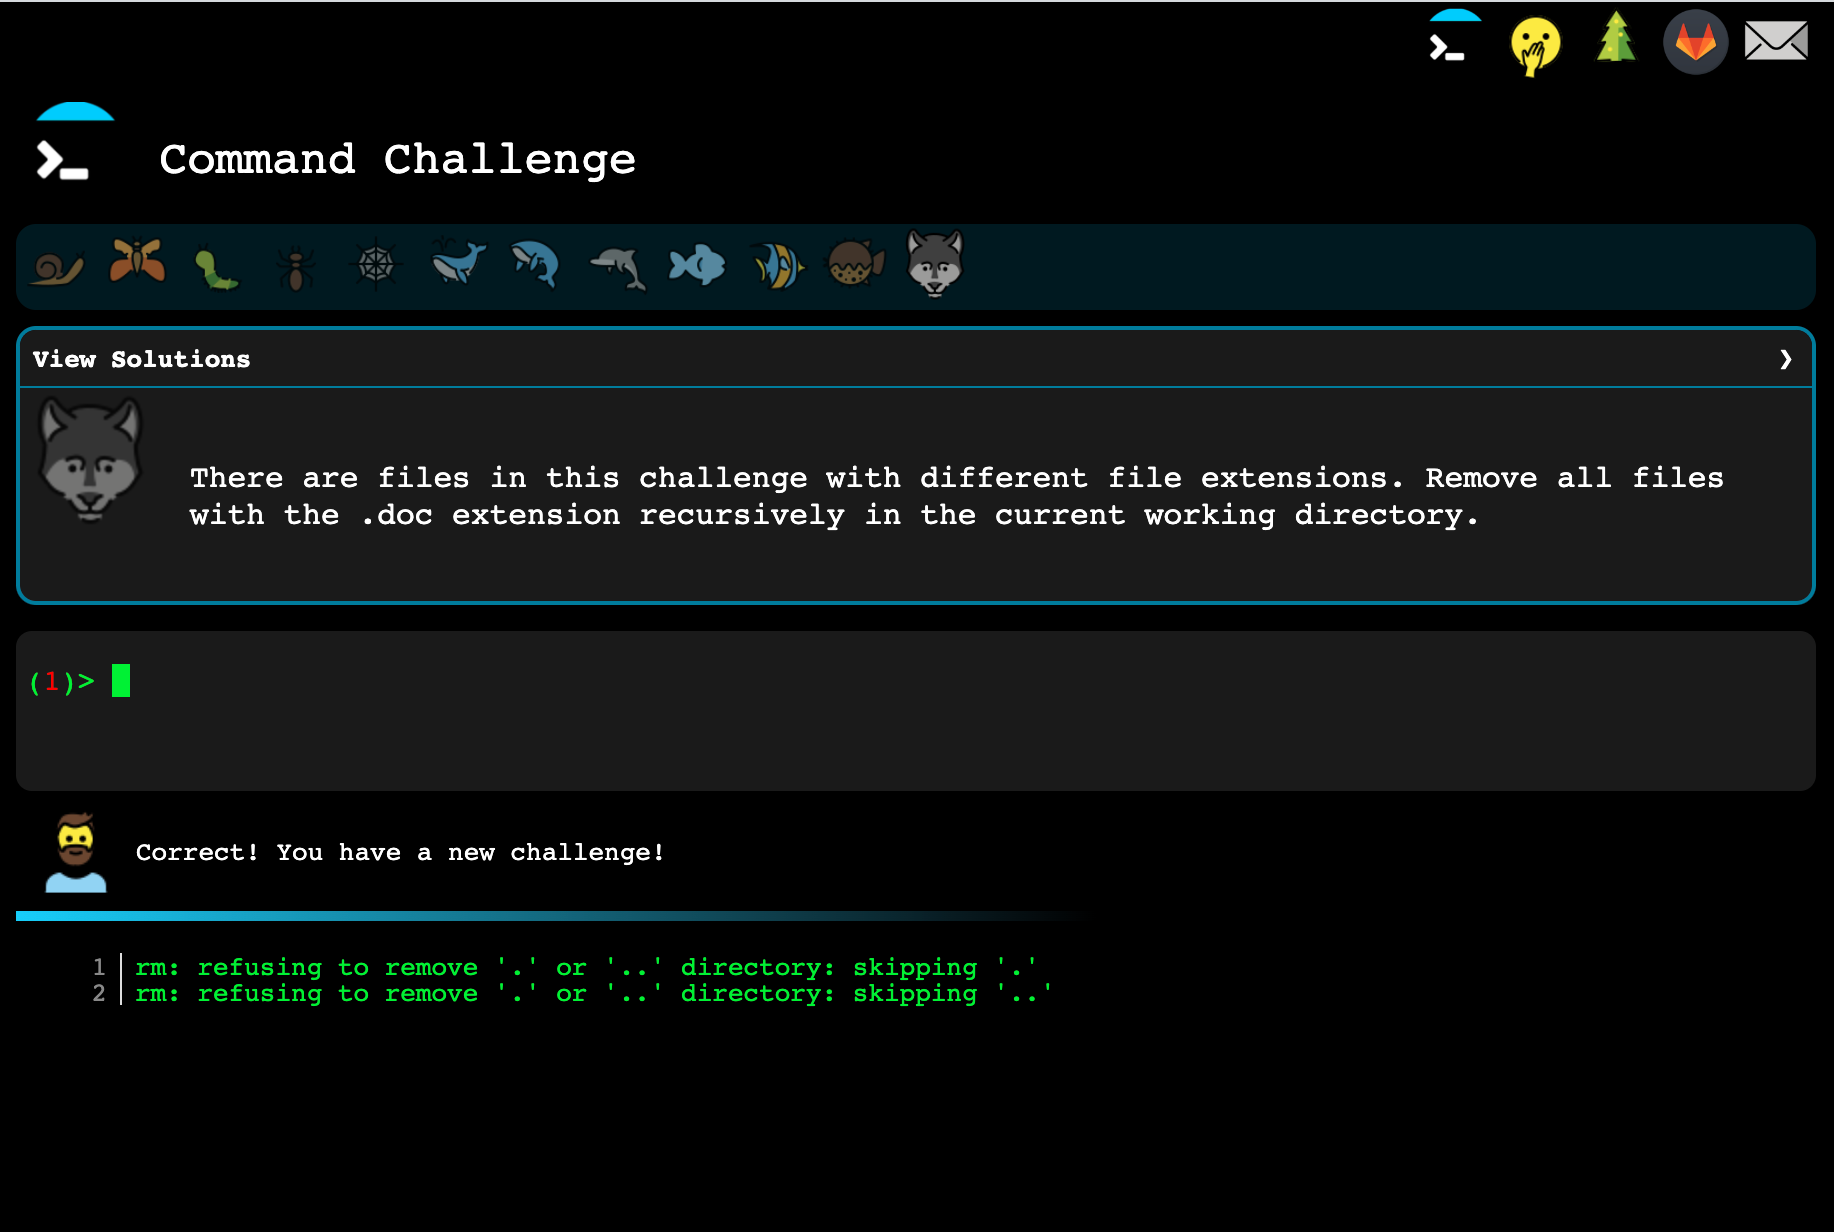 Command Challenge
View Solutions ❯
There are files in this challenge with different file extensions. Remove all files
with the .doc extension recursively in the current working directory.
(1)>
Correct! You have a new challenge!
1 rm: refusing to remove '.' or '..' directory: skipping '.'
2 rm: refusing to remove '.' or '..' directory: skipping '..'